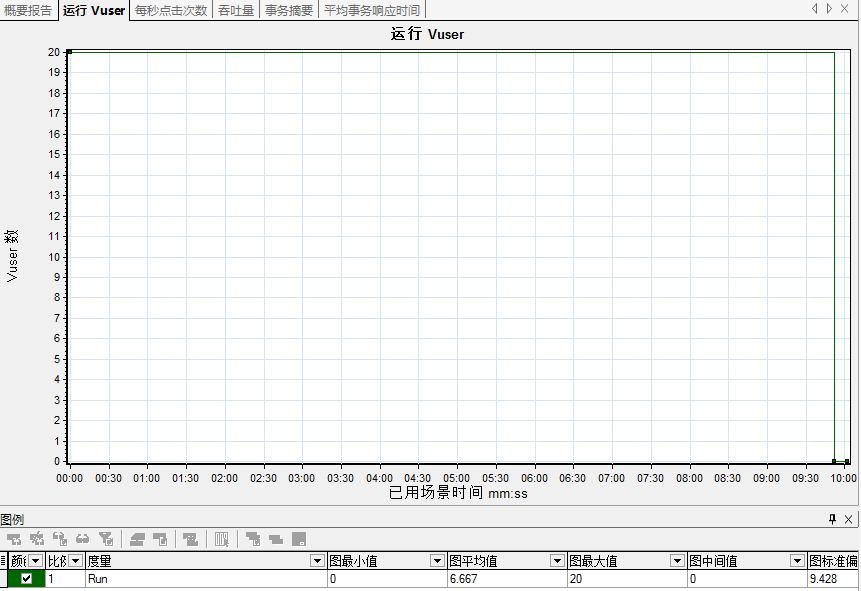 概要报告 运行 Vuser 每秒点击次数 吞吐量 事务摘要 平均事务响应时间
运行 Vuser
Vuser 数
20
19
18
17
16
15
14
13
12
11
10
9
8
7
6
5
4
3
2
1
0
00:00 00:30 01:00 01:30 02:00 02:30 03:00 03:30 04:00 04:30 05:00 05:30 06:00 06:30 07:00 07:30 08:00 08:30 09:00 09:30 10:00
已用场景时间 mm:ss
图例
颜 比例 度量 图最小值 图平均值 图最大值 图中间值 图标准偏
1 Run 0 6.667 20 0 9.428